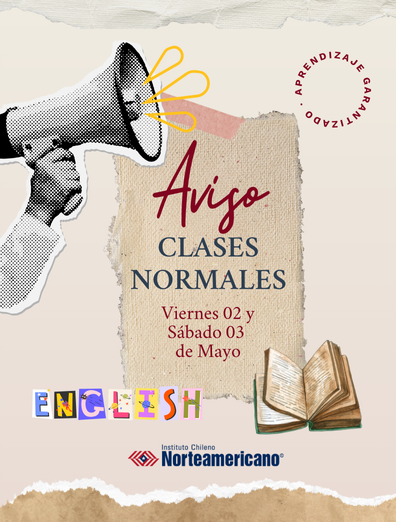 APRENDIZAJE GARANTIZADO ·
Aviso
CLASES
NORMALES
Viernes 02 y
Sábado 03
de Mayo
ENGLISH
Instituto Chileno
Norteamericano©